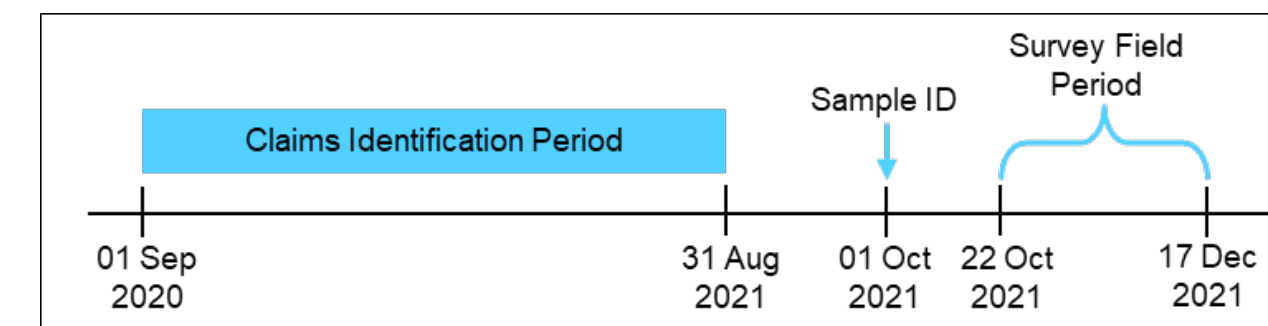 Survey Field
Period
Sample ID
Claims Identification Period
01 Sep
2020
31 Aug
2021
01 Oct
2021
22 Oct
2021
17 Dec
2021